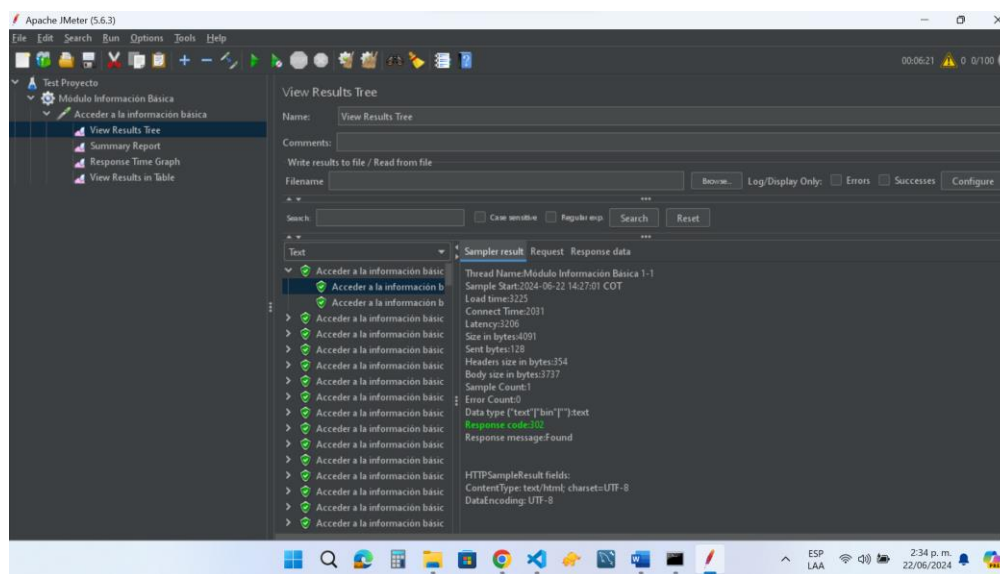 Apache JMeter (5.6.3)
File Edit Search Run Options Tools Help
00:06:21 0 0/100
Test Proyecto
Módulo Información Básica
Acceder a la información básica
View Results Tree
Summary Report
Response Time Graph
View Results in Table
View Results Tree
Name: View Results Tree
Comments:
Write results to file / Read from file
Filename Browse... Log/Display Only: Errors Successes Configure
Search: Case sensitive Regular exp. Search Reset
Text
Acceder a la información básic
Acceder a la información b
Acceder a la información b
Acceder a la información básic
Acceder a la información básic
Acceder a la información básic
Acceder a la información básic
Acceder a la información básic
Acceder a la información básic
Acceder a la información básic
Acceder a la información básic
Acceder a la información básic
Acceder a la información básic
Acceder a la información básic
Acceder a la información básic
Acceder a la información básic
Acceder a la información básic
Sampler result Request Response data
Thread Name:Módulo Información Básica 1-1
Sample Start:2024-06-22 14:27:01 COT
Load time:3225
Connect Time:2031
Latency:3206
Size in bytes:4091
Sent bytes:128
Headers size in bytes:354
Body size in bytes:3737
Sample Count:1
Error Count:0
Data type ("text"|"bin"|""):text
Response code:302
Response message:Found
HTTPSampleResult fields:
ContentType: text/html; charset=UTF-8
DataEncoding: UTF-8
ESP
LAA
2:34 p. m.
22/06/2024